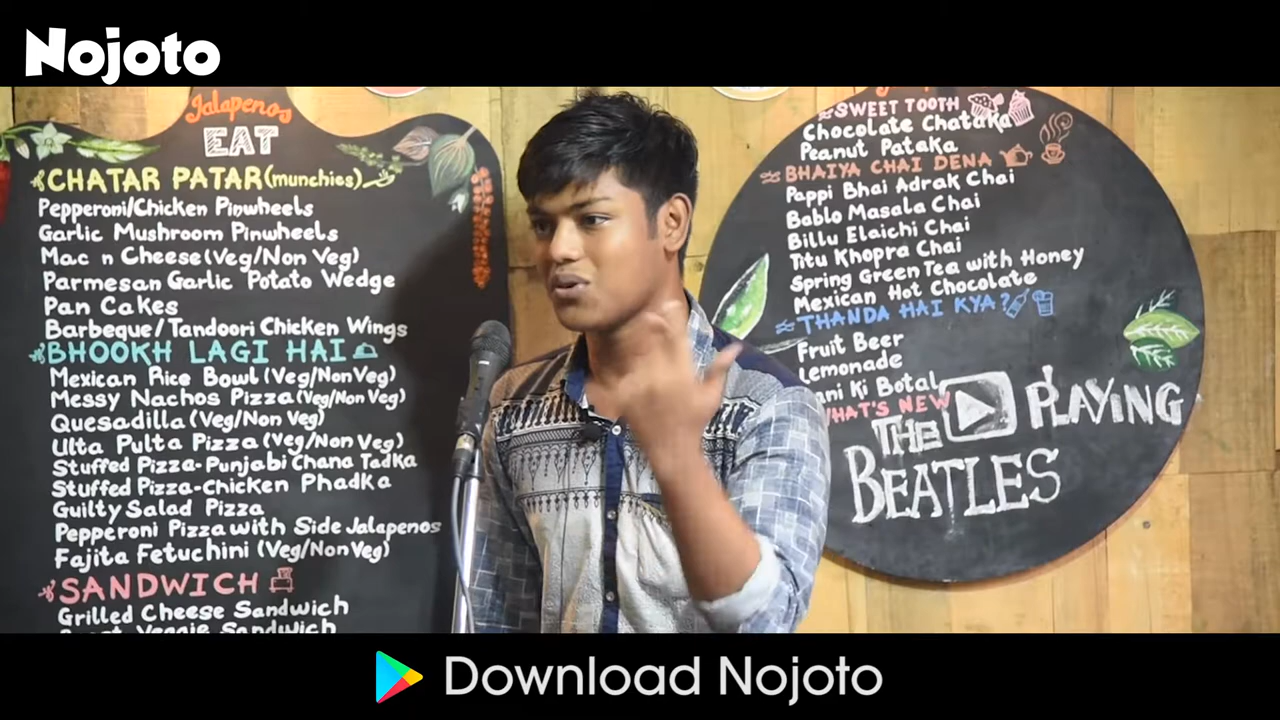 Nojoto
Jalapenos
EAT
CHATAR PATAR (munchies)
Pepperoni/Chicken Pinwheels
Garlic Mushroom Pinwheels
Mac n Cheese (Veg/Non Veg)
Parmesan Garlic Potato Wedge
Pan Cakes
Barbeque/Tandoori Chicken Wings
BHOOKH LAGI HAI
Mexican Rice Bowl (Veg/Non Veg)
Messy Nachos Pizza (Veg/Non Veg)
Quesadilla (Veg/Non Veg)
Ulta Pulta Pizza (Veg/Non Veg)
Stuffed Pizza-Punjabi Chana Tadka
Stuffed Pizza-Chicken Phadka
Guilty Salad Pizza
Pepperoni Pizza with Side Jalapenos
Fajita Fetuchini (Veg/Non Veg)
SANDWICH
Grilled Cheese Sandwich
Veggie Sandwich
SWEET TOOTH
Chocolate Chataka
Peanut Pataka
BHAIYA CHAI DENA
Pappi Bhai Adrak Chai
Bablo Masala Chai
Billu Elaichi Chai
Titu Khopra Chai
Spring Green Tea with Honey
Mexican Hot Chocolate
THANDA HAI KYA?
Fruit Beer
Lemonade
ani Ki Botal
WHAT'S NEW
PLAYING
THE
BEATLES
Download Nojoto